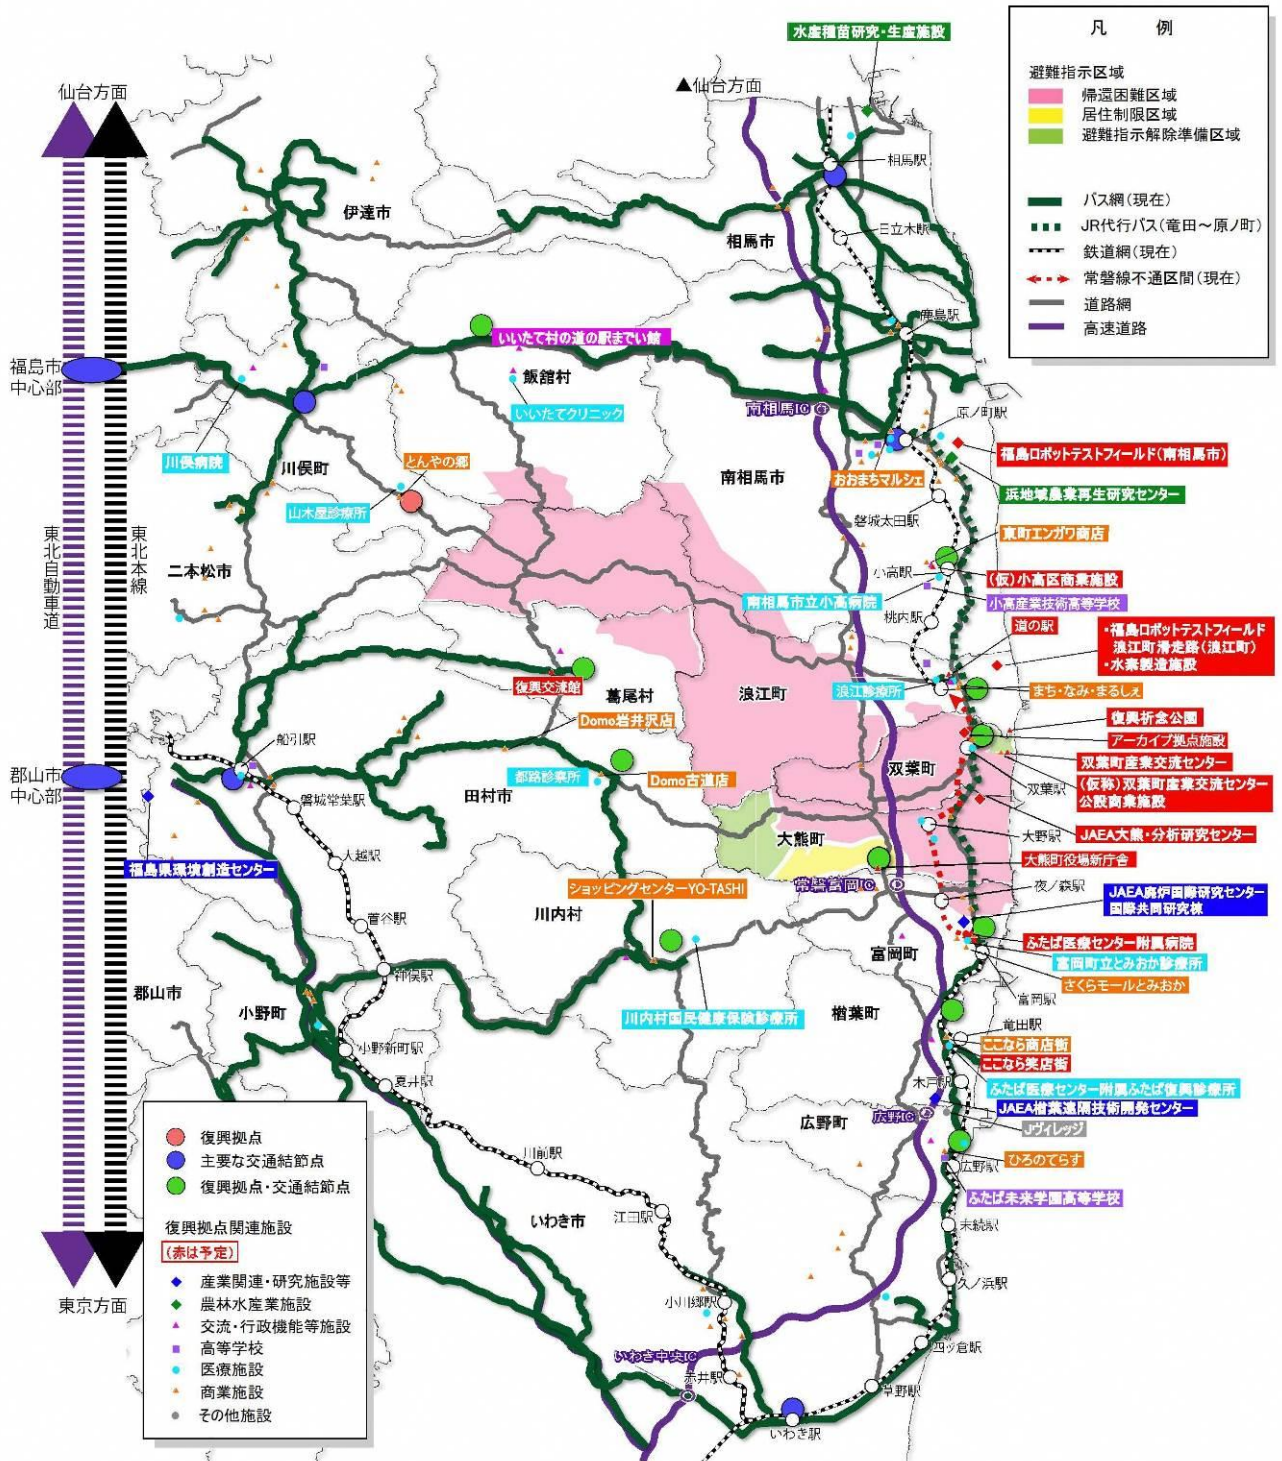 水産種苗研究・生産施設
凡　例
避難指示区域
帰還困難区域
居住制限区域
避難指示解除準備区域
バス網(現在)
JR代行バス(竜田～原ノ町)
鉄道網(現在)
常磐線不通区間(現在)
道路網
高速道路
仙台方面
▲仙台方面
相馬駅
伊達市
相馬市
日立木駅
鹿島駅
いいたて村の道の駅までい館
福島市
中心部
飯舘村
いいたてクリニック
南相馬IC
原ノ町駅
川俣病院
川俣町
とんやの郷
山木屋診療所
南相馬市
おおまちマルシェ
福島ロボットテストフィールド(南相馬市)
浜地域農業再生研究センター
磐城太田駅
東町エンガワ商店
東北自動車道
東北本線
二本松市
小高駅
(仮)小高区商業施設
南相馬市立小高病院
小高産業技術高等学校
桃内駅
道の駅
・福島ロボットテストフィールド
浪江町滑走路(浪江町)
・水素製造施設
復興交流館
葛尾村
浪江町
浪江診療所
まち・なみ・まるしぇ
Domo岩井沢店
復興祈念公園
アーカイブ拠点施設
船引駅
双葉町産業交流センター
郡山市
中心部
都路診療所
Domo古道店
双葉町
双葉駅
(仮称)双葉町産業交流センター
公設商業施設
磐城常葉駅
田村市
大熊町
大野駅
JAEA大熊・分析研究センター
大越駅
福島県環境創造センター
大熊町役場新庁舎
ショッピングセンターYO-TASHI
常磐富岡IC
夜ノ森駅
JAEA廃炉国際研究センター
国際共同研究棟
菅谷駅
川内村
ふたば医療センター附属病院
富岡町
富岡町立とみおか診療所
神俣駅
さくらモールとみおか
郡山市
小野町
富岡駅
川内村国民健康保険診療所
楢葉町
竜田駅
ここなら商店街
ここなら笑店街
小野新町駅
夏井駅
木戸駅
ふたば医療センター附属ふたば復興診療所
JAEA楢葉遠隔技術開発センター
広野町
広野IC
Jヴィレッジ
復興拠点
主要な交通結節点
復興拠点・交通結節点
川前駅
ひろのてらす
広野駅
ふたば未来学園高等学校
いわき市
江田駅
末続駅
復興拠点関連施設
(赤は予定)
産業関連・研究施設等
農林水産業施設
交流・行政機能等施設
高等学校
医療施設
商業施設
その他施設
東京方面
久ノ浜駅
小川郷駅
四ッ倉駅
いわき中央IC
赤井駅
草野駅
いわき駅